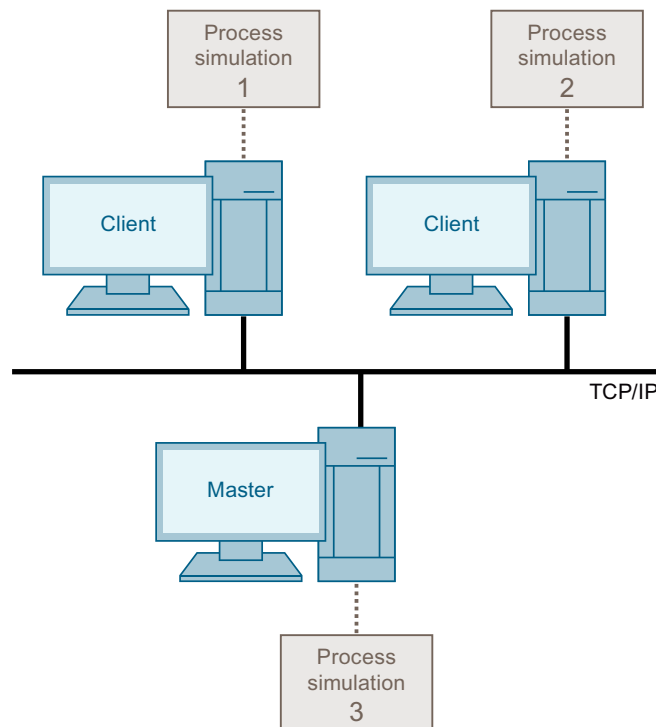 Process
simulation
1
Process
simulation
2
Client
Client
TCP/IP
Master
Process
simulation
3